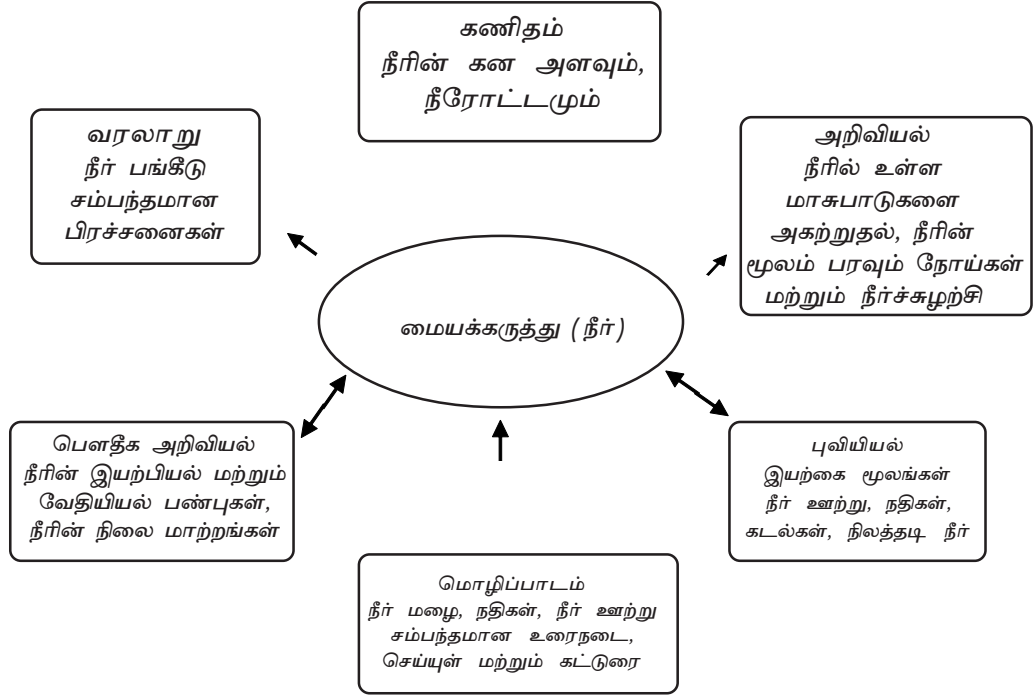 கணிதம்
நீரின் கன அளவும்,
நீரோட்டமும்
வரலாறு
நீர் பங்கீடு
சம்பந்தமான
பிரச்சனைகள்
அறிவியல்
நீரில் உள்ள
மாசுபாடுகளை
அகற்றுதல், நீரின்
மூலம் பரவும் நோய்கள்
மற்றும் நீர்ச்சுழற்சி
மையக்கருத்து (நீர்)
பௌதீக அறிவியல்
நீரின் இயற்பியல் மற்றும்
வேதியியல் பண்புகள்,
நீரின் நிலை மாற்றங்கள்
புவியியல்
இயற்கை மூலங்கள்
நீர் ஊற்று, நதிகள்,
கடல்கள், நிலத்தடி நீர்
மொழிப்பாடம்
நீர் மழை, நதிகள், நீர் ஊற்று
சம்பந்தமான உரைநடை,
செய்யுள் மற்றும் கட்டுரை